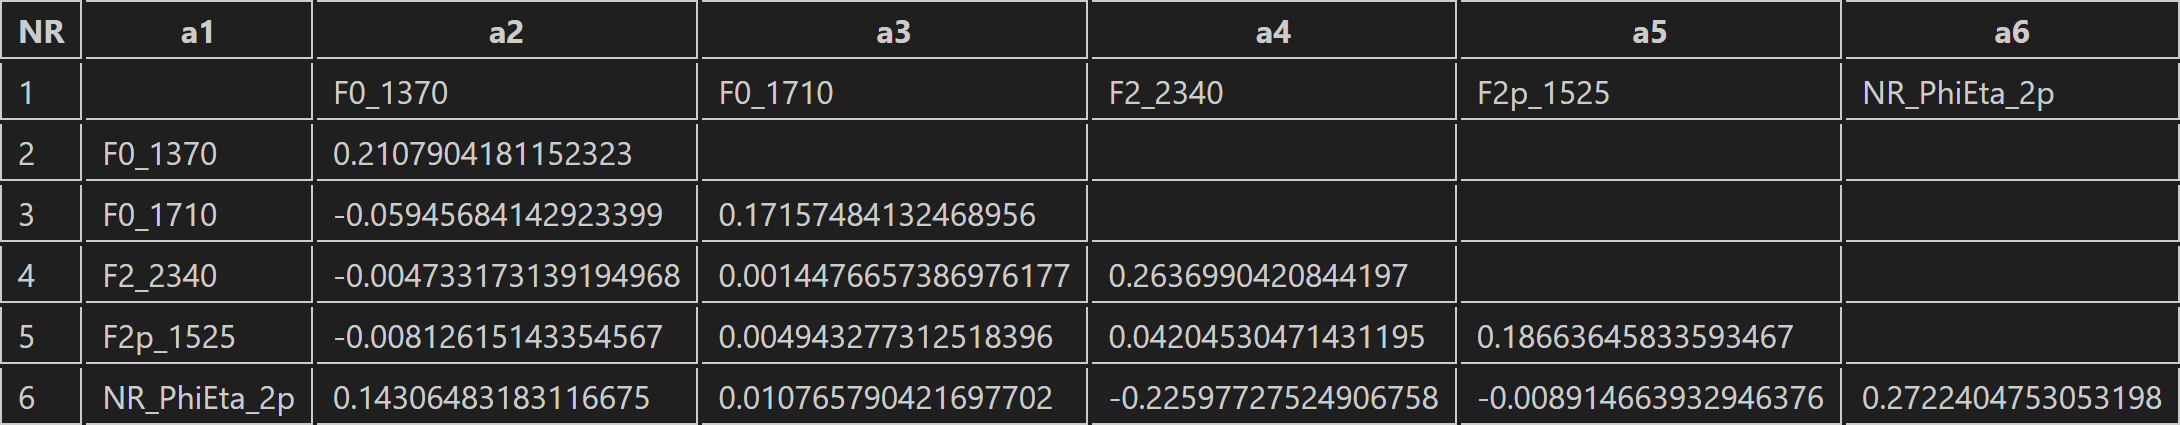 NR a1 a2 a3 a4 a5 a6
1 F0_1370 F0_1710 F2_2340 F2p_1525 NR_PhiEta_2p
2 F0_1370 0.2107904181152323
3 F0_1710 -0.05945684142923399 0.17157484132468956
4 F2_2340 -0.004733173139194968 0.0014476657386976177 0.2636990420844197
5 F2p_1525 -0.00812615143354567 0.004943277312518396 0.04204530471431195 0.18663645833593467
6 NR_PhiEta_2p 0.14306483183116675 0.010765790421697702 -0.22597727524906758 -0.008914663932946376 0.2722404753053198